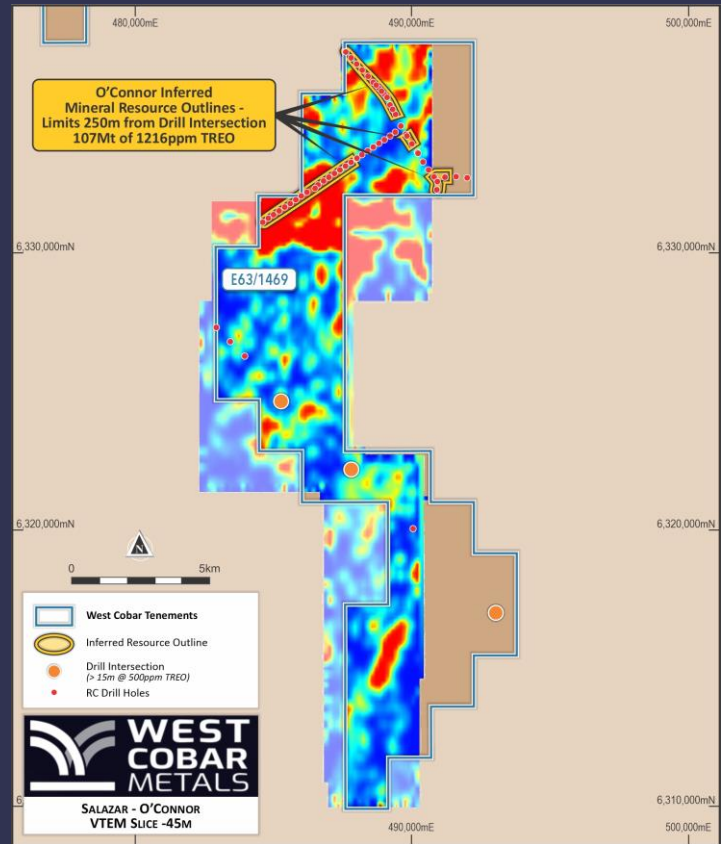 480,000mE
490,000mE
500,000mE
O'Connor Inferred
Mineral Resource Outlines -
Limits 250m from Drill Intersection
107Mt of 1216ppm TREO
6,330,000mN
6,330,000mN
E63/1469
6,320,000mN
6,320,000mN
N
0
5km
West Cobar Tenements
Inferred Resource Outline
Drill Intersection
(> 15m @ 500ppm TREO)
RC Drill Holes
WEST
COBAR
METALS
SALAZAR - O'CONNOR
VTEM SLICE -45M
6,310,000mN
490,000mE
500,000mE